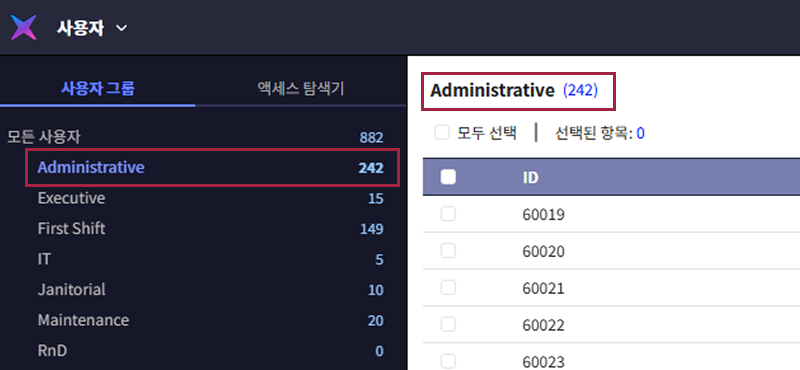 사용자
사용자 그룹 액세스 탐색기
모든 사용자 882
Administrative 242
Executive 15
First Shift 149
IT 5
Janitorial 10
Maintenance 20
RnD 0
Administrative (242)
모두 선택 | 선택된 항목: 0
ID
60019
60020
60021
60022
60023